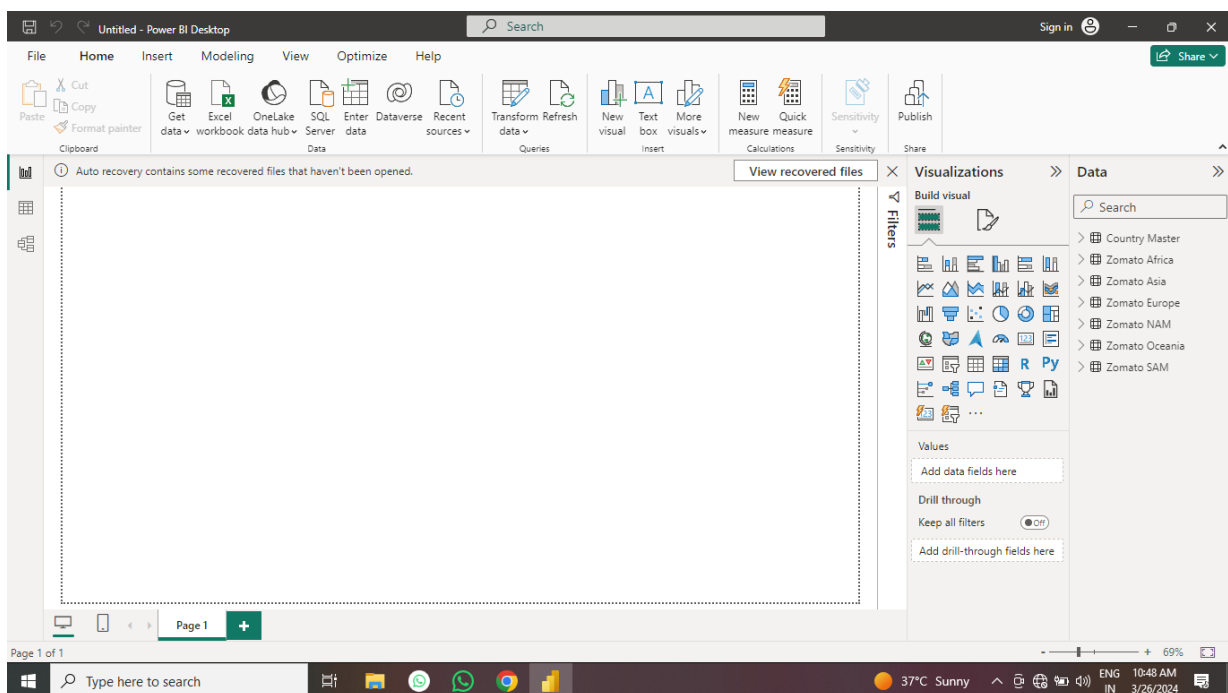 Untitled - Power BI Desktop
Search
Sign in
File Home Insert Modeling View Optimize Help
Share
Paste
Cut
Copy
Format painter
Clipboard
Get data
Excel workbook
OneLake data hub
SQL Server
Enter data
Dataverse
Recent sources
Data
Transform data
Refresh
Queries
New visual
Text box
More visuals
Insert
New measure
Quick measure
Calculations
Sensitivity
Sensitivity
Publish
Share
Auto recovery contains some recovered files that haven't been opened.
View recovered files
Filters
Visualizations
Build visual
123
R
Py
123
Values
Add data fields here
Drill through
Keep all filters
Off
Add drill-through fields here
Data
Search
Country Master
Zomato Africa
Zomato Asia
Zomato Europe
Zomato NAM
Zomato Oceania
Zomato SAM
Page 1
Page 1 of 1
- + 69%
Type here to search
37°C Sunny
ENG
IN
10:48 AM
3/26/2024